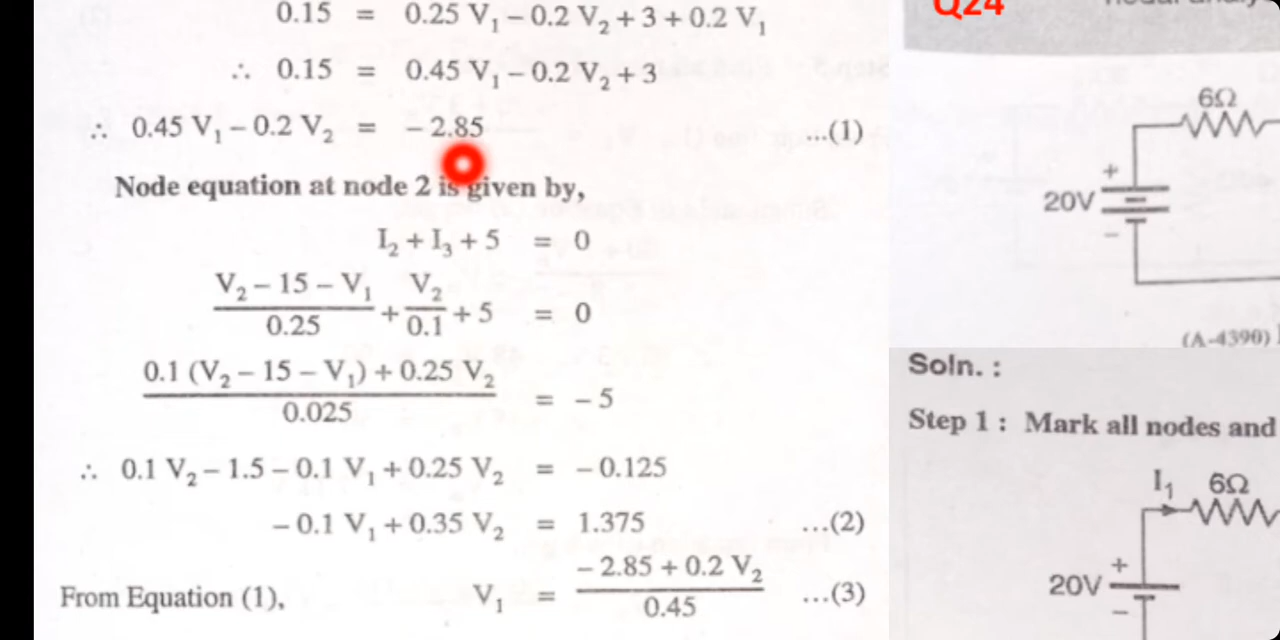 0.15 = 0.25 V₁ – 0.2 V₂ + 3 + 0.2 V₁
∴ 0.15 = 0.45 V₁ – 0.2 V₂ + 3
∴ 0.45 V₁ – 0.2 V₂ = – 2.85 ...(1)
Node equation at node 2 is given by,
I₂ + I₃ + 5 = 0
(V₂ – 15 – V₁)/0.25 + V₂/0.1 + 5 = 0
(0.1 (V₂ – 15 – V₁) + 0.25 V₂)/0.025 = – 5
∴ 0.1 V₂ – 1.5 – 0.1 V₁ + 0.25 V₂ = – 0.125
– 0.1 V₁ + 0.35 V₂ = 1.375 ...(2)
From Equation (1), V₁ = (– 2.85 + 0.2 V₂)/0.45 ...(3)
Q24
6Ω
+
20V
–
(A-4390)
Soln. :
Step 1 : Mark all nodes and
I₁ 6Ω
+
20V
–